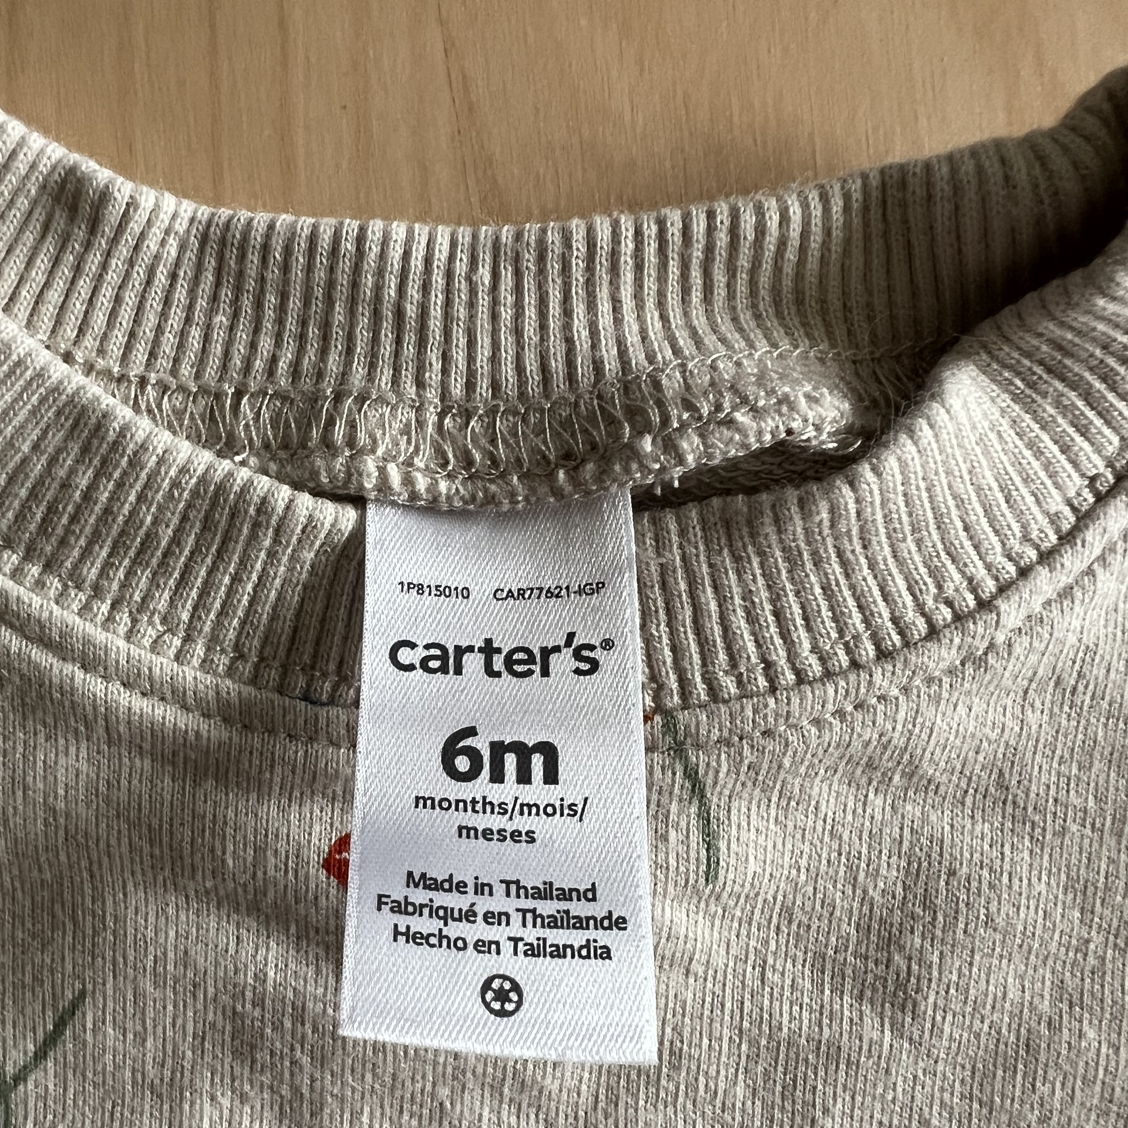 1P815010 CAR77621-IGP
carter's®
6m
months/mois/
meses
Made in Thailand
Fabriqué en Thaïlande
Hecho en Tailandia